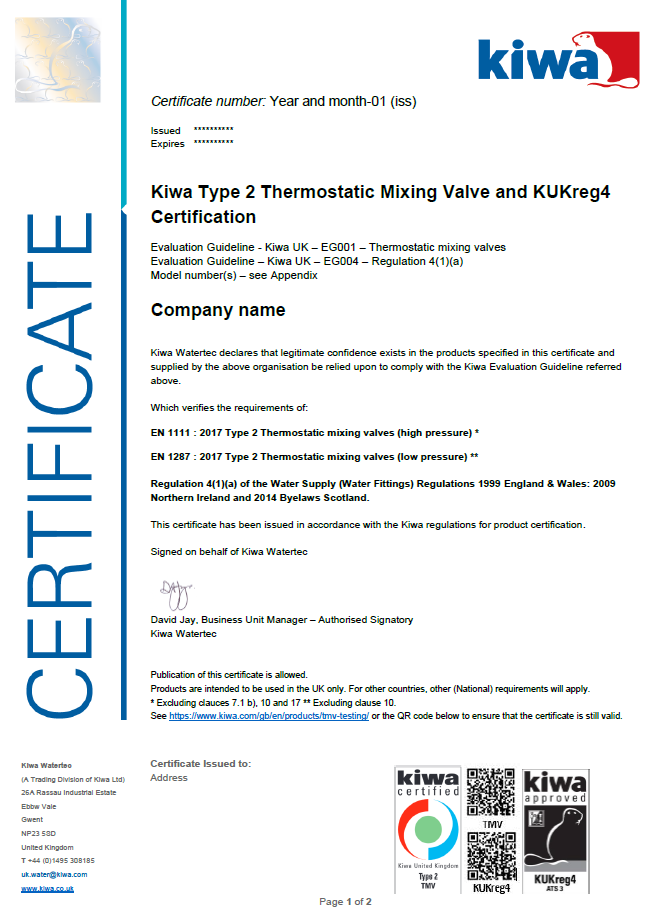 kiwa
Certificate number: Year and month-01 (iss)
Issued **********
Expires **********
Kiwa Type 2 Thermostatic Mixing Valve and KUKreg4
Certification
Evaluation Guideline - Kiwa UK – EG001 – Thermostatic mixing valves
Evaluation Guideline – Kiwa UK – EG004 – Regulation 4(1)(a)
Model number(s) – see Appendix
Company name
Kiwa Watertec declares that legitimate confidence exists in the products specified in this certificate and
supplied by the above organisation be relied upon to comply with the Kiwa Evaluation Guideline referred
above.
Which verifies the requirements of:
EN 1111 : 2017 Type 2 Thermostatic mixing valves (high pressure) *
EN 1287 : 2017 Type 2 Thermostatic mixing valves (low pressure) **
Regulation 4(1)(a) of the Water Supply (Water Fittings) Regulations 1999 England & Wales: 2009
Northern Ireland and 2014 Byelaws Scotland.
This certificate has been issued in accordance with the Kiwa regulations for product certification.
Signed on behalf of Kiwa Watertec
David Jay, Business Unit Manager – Authorised Signatory
Kiwa Watertec
Publication of this certificate is allowed.
Products are intended to be used in the UK only. For other countries, other (National) requirements will apply.
* Excluding clauses 7.1 b), 10 and 17 ** Excluding clause 10.
See https://www.kiwa.com/gb/en/products/tmv-testing/ or the QR code below to ensure that the certificate is still valid.
CERTIFICATE
Kiwa Watertec
(A Trading Division of Kiwa Ltd)
26A Rassau Industrial Estate
Ebbw Vale
Gwent
NP23 5SD
United Kingdom
T +44 (0)1495 308185
uk.water@kiwa.com
www.kiwa.co.uk
Certificate Issued to:
Address
kiwa
certified
Kiwa United Kingdom
Type 2
TMV
TMV
KUKreg4
kiwa
approved
KUKreg4
ATS 3
Page 1 of 2